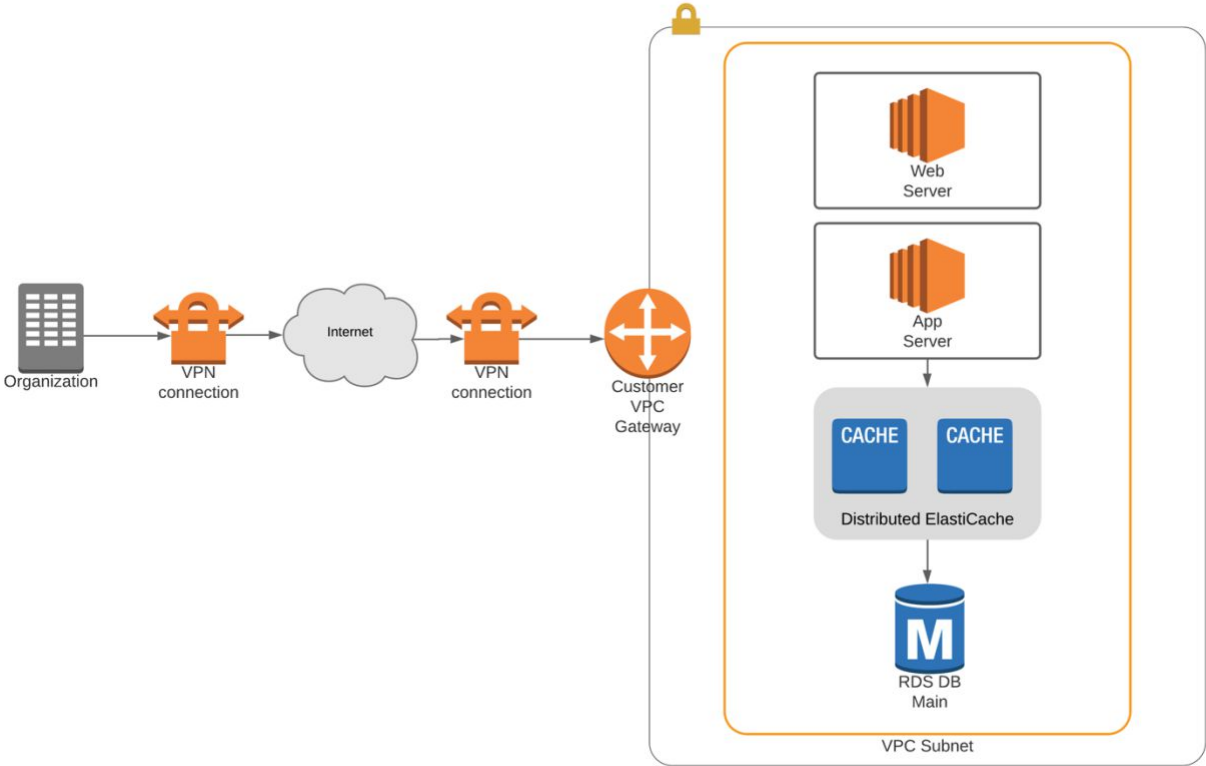 Web
Server
App
Server
Organization
VPN
connection
Internet
VPN
connection
Customer
VPC
Gateway
CACHE
CACHE
Distributed ElastiCache
M
RDS DB
Main
VPC Subnet